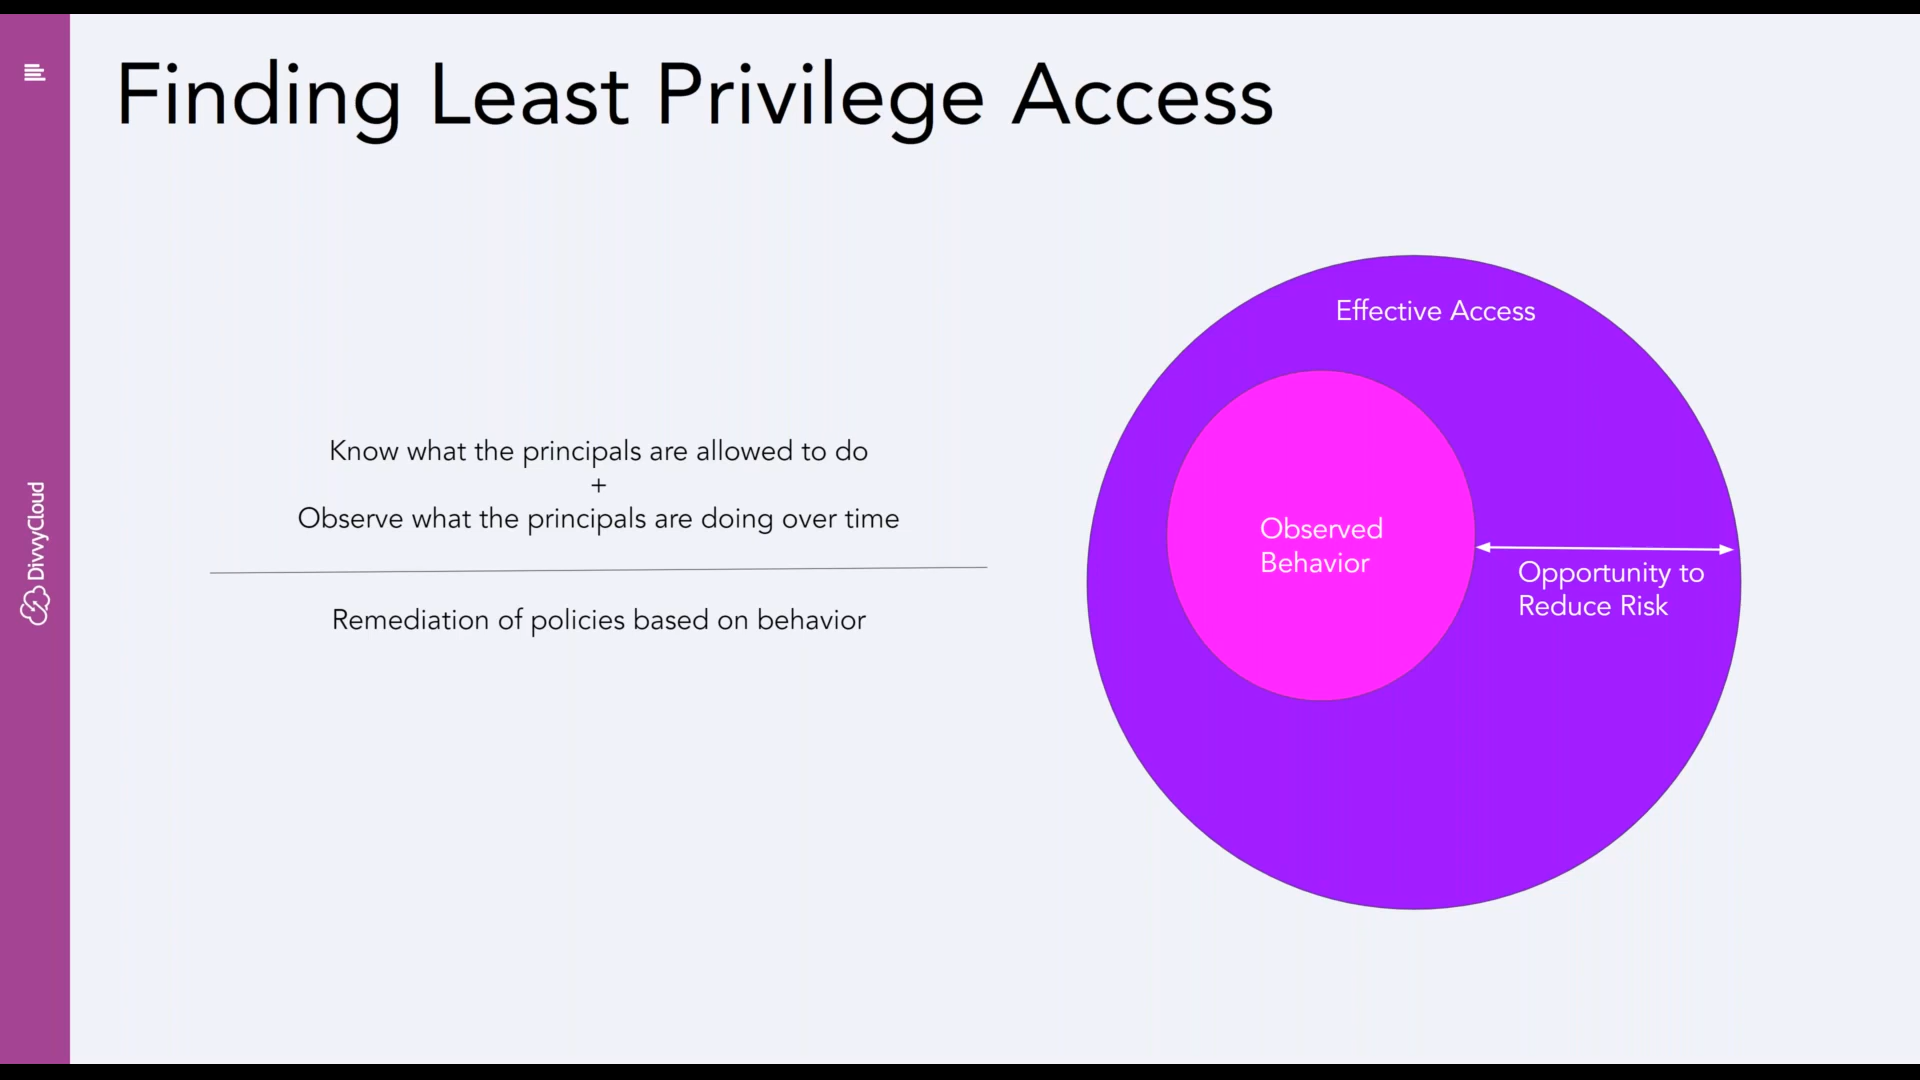 Finding Least Privilege Access
Know what the principals are allowed to do
+
Observe what the principals are doing over time
Remediation of policies based on behavior
Effective Access
Observed
Behavior
Opportunity to
Reduce Risk
DivvyCloud